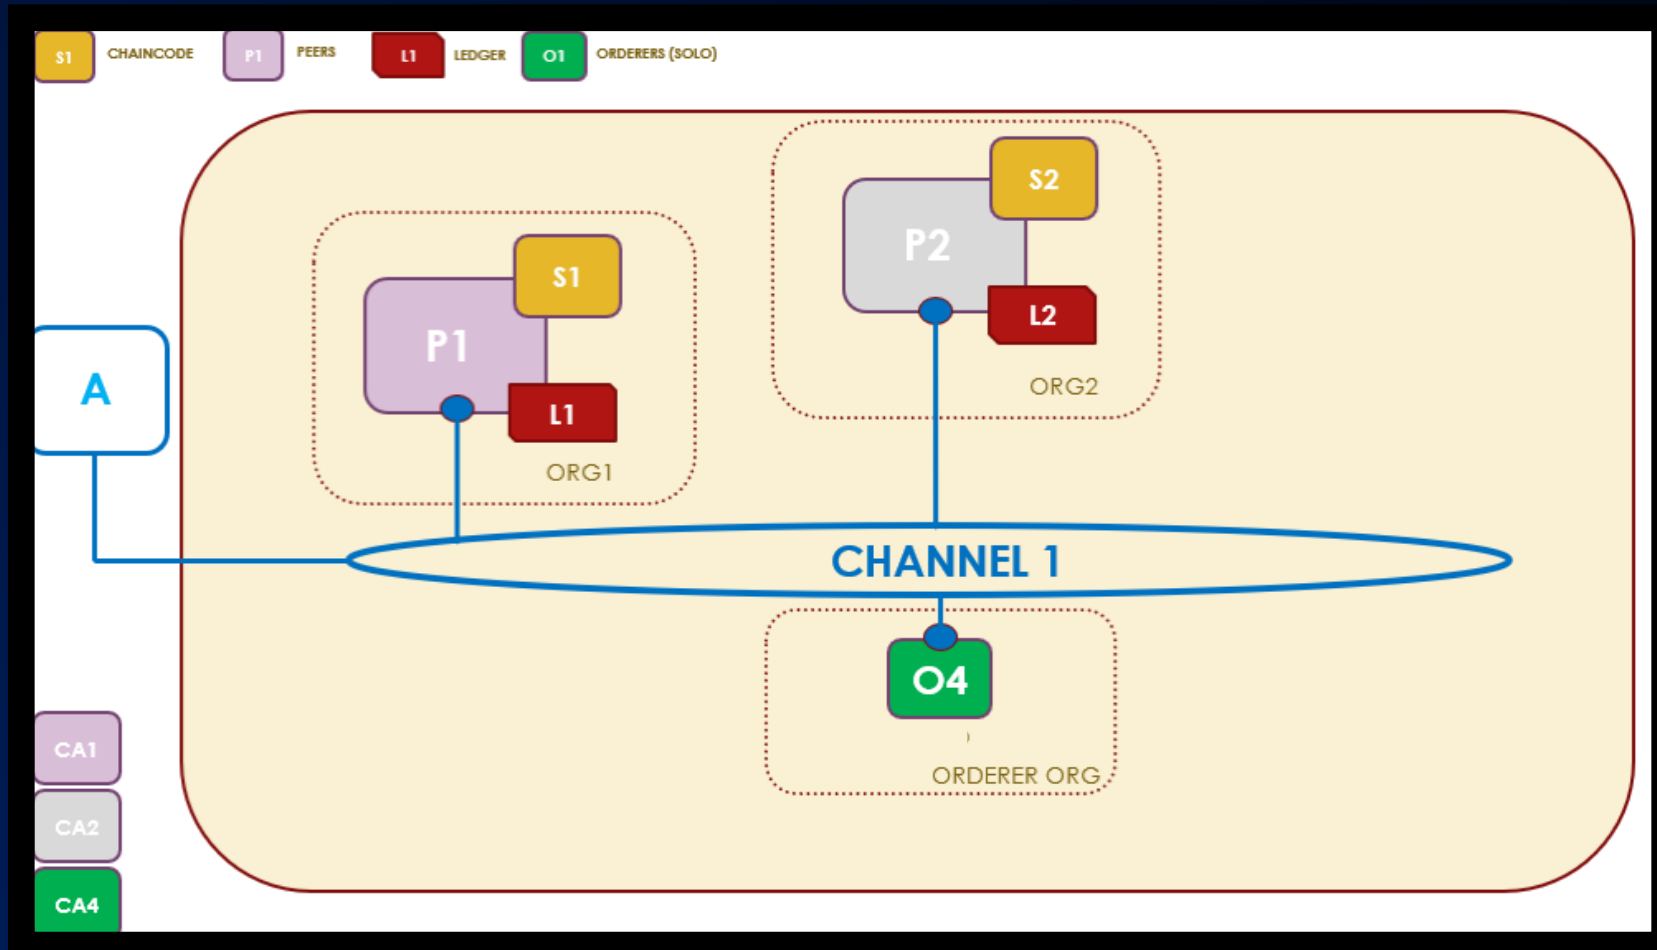 S1 CHAINCODE P1 PEERS L1 LEDGER O1 ORDERERS (SOLO)
S2
P2
L2
ORG2
S1
P1
L1
ORG1
A
CHANNEL 1
O4
ORDERER ORG
CA1
CA2
CA4